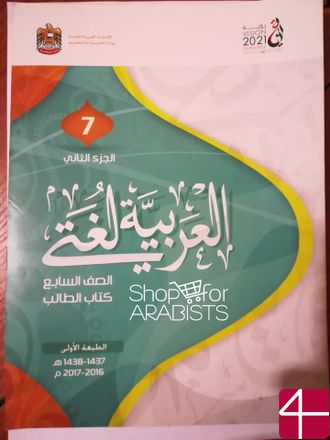 الإمارات العربية المتحدة
وزارة التربية والتعليم
رؤية
VISION
2021
7
الجزء الثاني
العربية لغتي
الصف السابع
كتاب الطالب
Shop for
ARABISTS
الطبعة الأولى
1437-1438 هـ
2016-2017 م
4